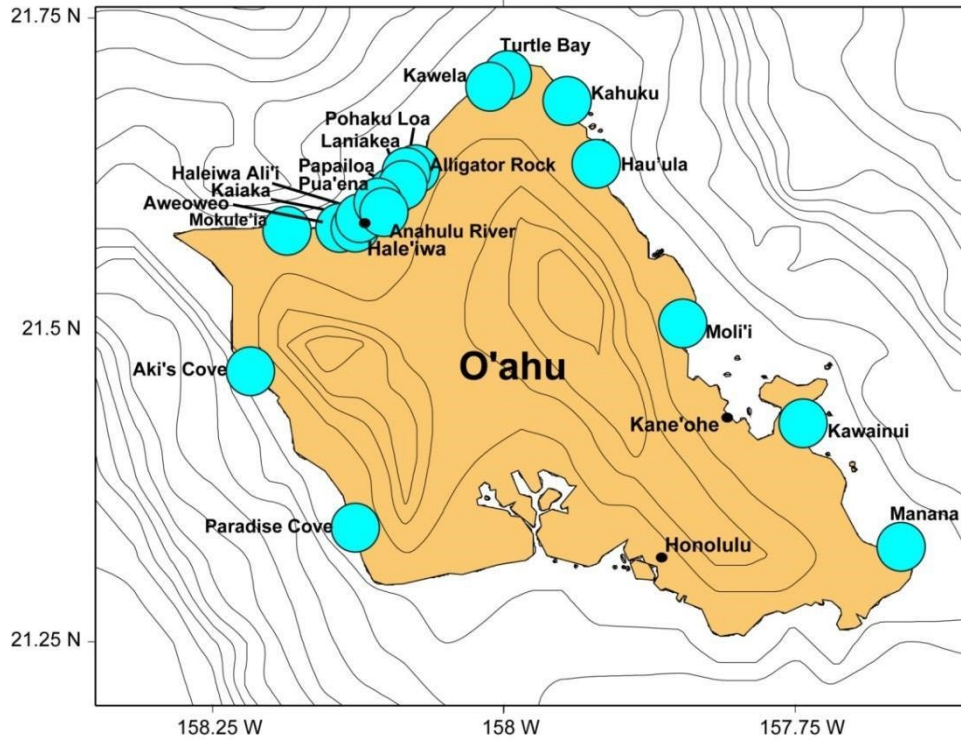 21.75 N
Turtle Bay
Kawela
Kahuku
Pohaku Loa
Laniakea
Hau'ula
Papailoa
Alligator Rock
Haleiwa Ali'i
Pua'ena
Kaiaka
Aweoweo
Mokule'ia
Anahulu River
Hale'iwa
21.5 N
Moli'i
O'ahu
Aki's Cove
Kane'ohe
Kawainui
Paradise Cove
Manana
Honolulu
21.25 N
158.25 W
158 W
157.75 W